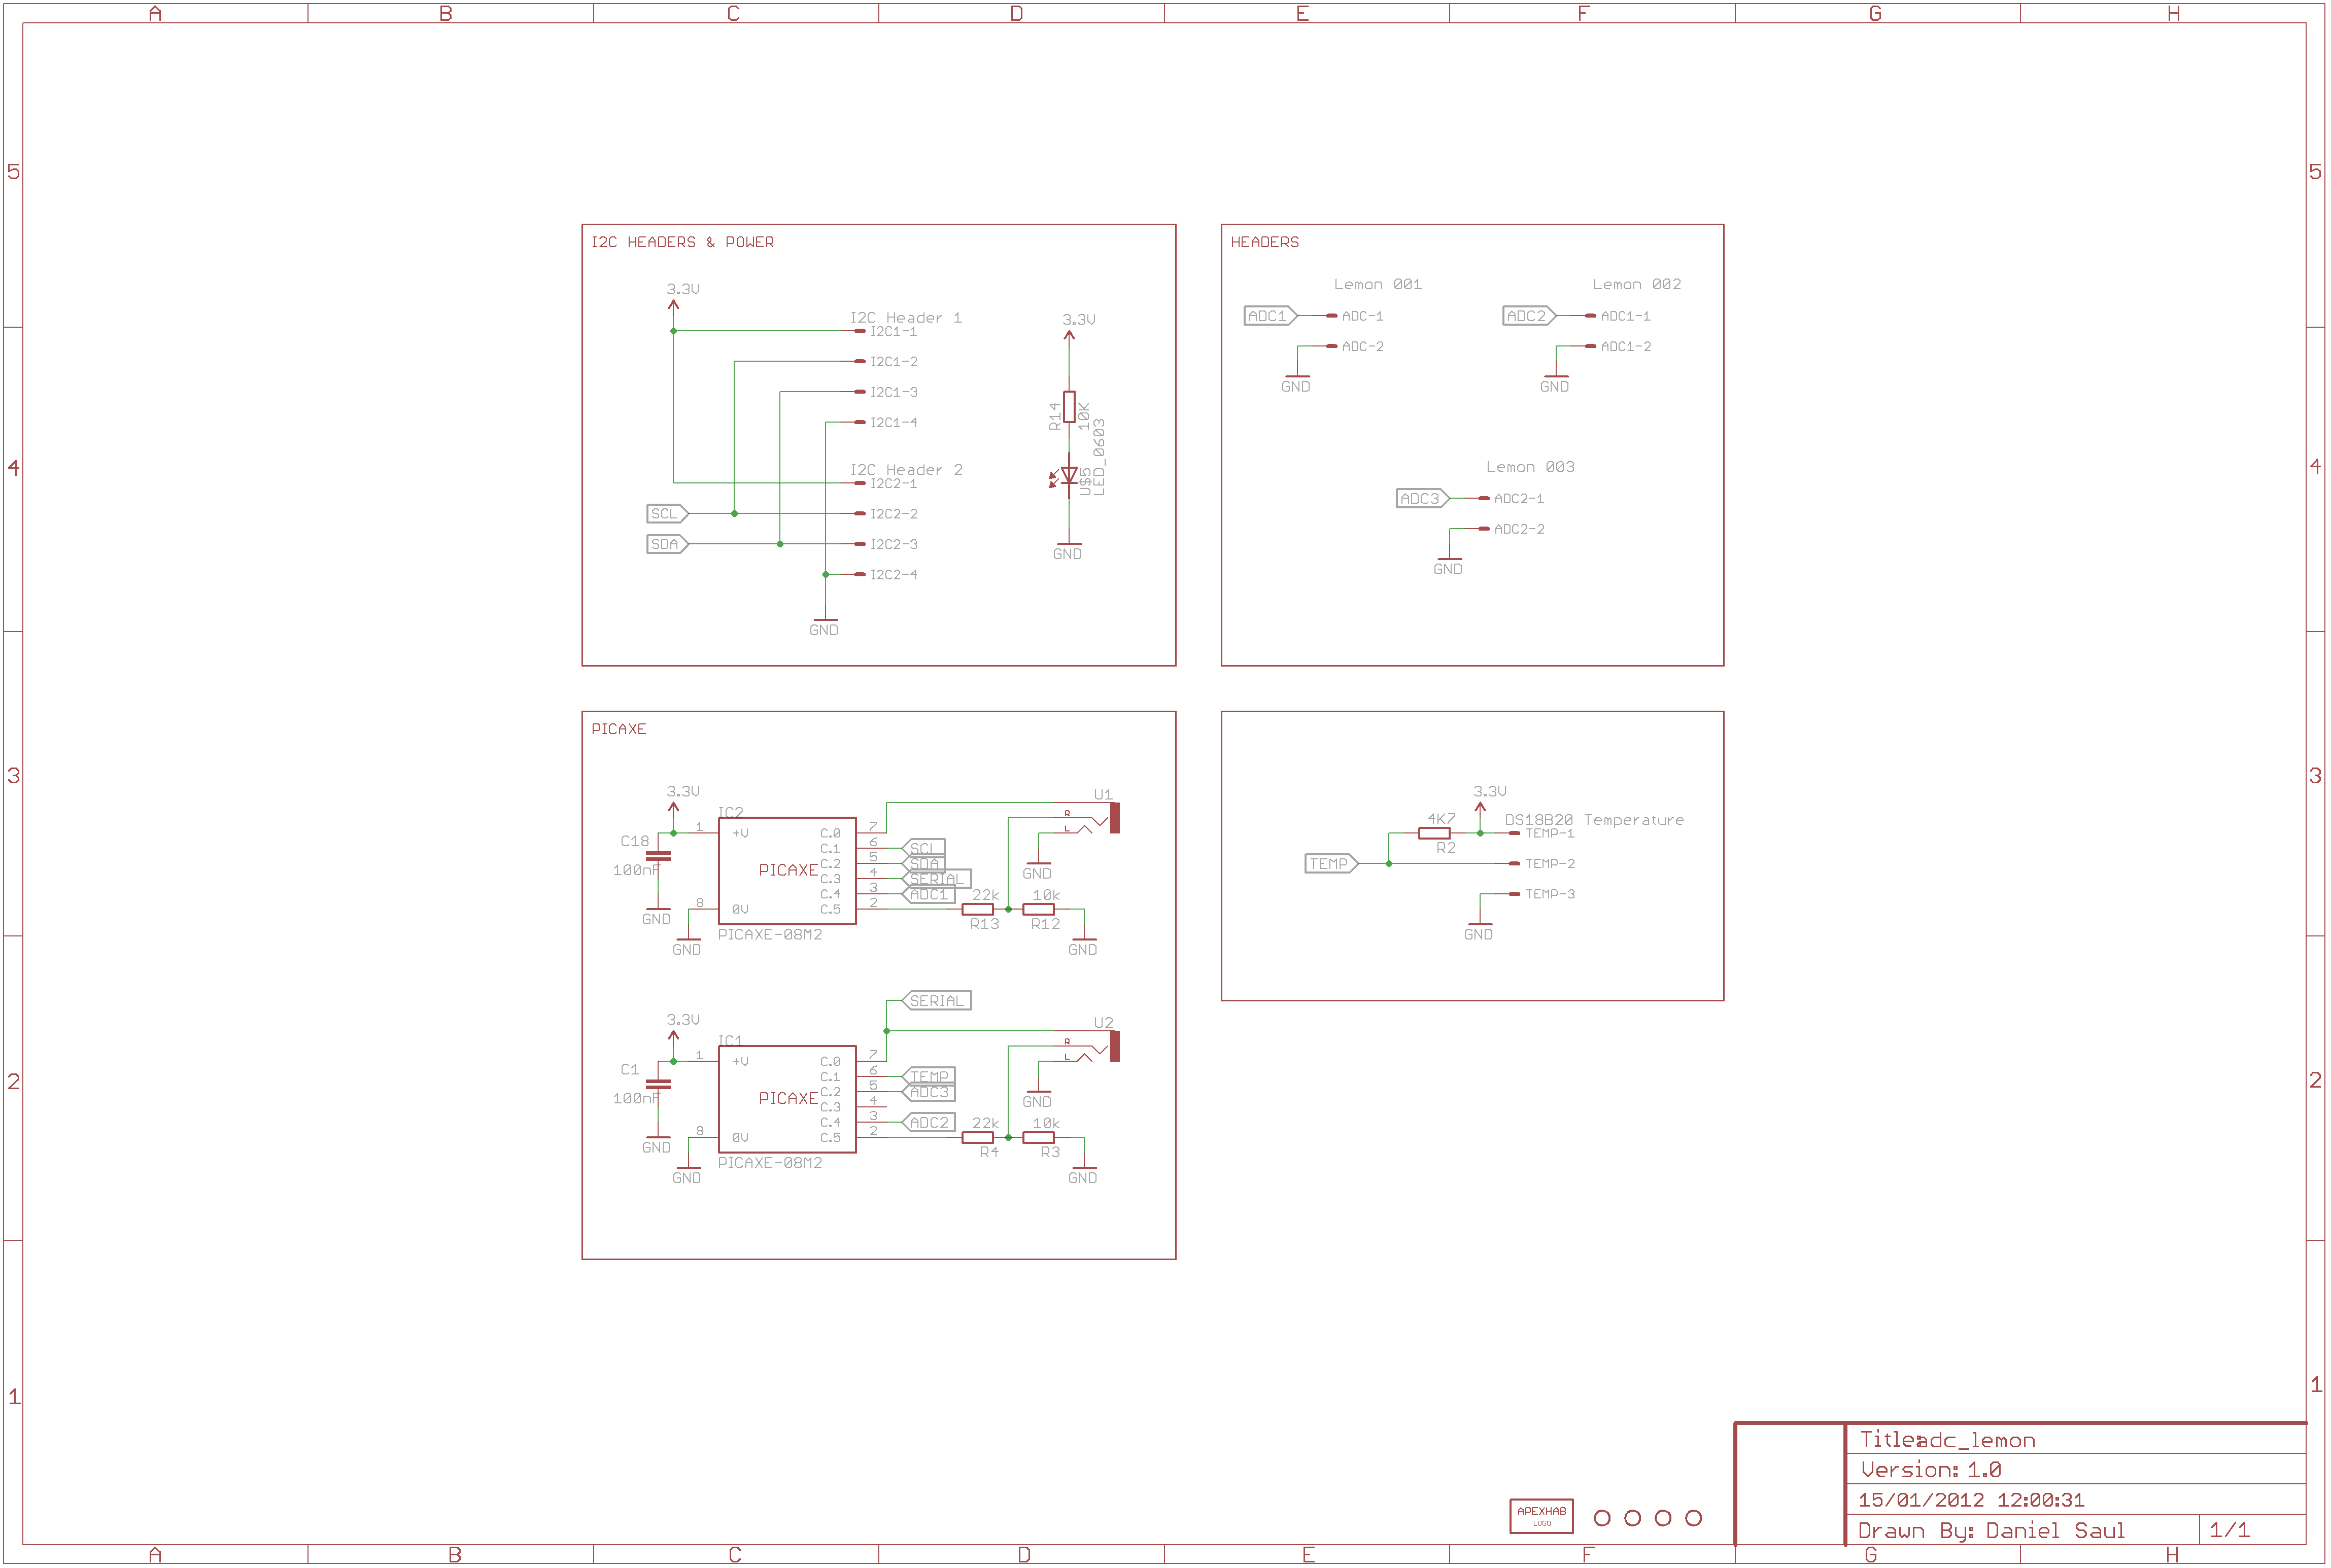 A B C D E F G H
5 5
4 4
3 3
2 2
1 1
I2C HEADERS & POWER
3.3V
I2C Header 1
I2C1-1
I2C1-2
I2C1-3
I2C1-4
I2C Header 2
I2C2-1
SCL
I2C2-2
SDA
I2C2-3
I2C2-4
GND
3.3V
R14
10K
U$5
LED_0603
GND
HEADERS
Lemon 001
ADC1
ADC-1
ADC-2
GND
Lemon 002
ADC2
ADC1-1
ADC1-2
GND
Lemon 003
ADC3
ADC2-1
ADC2-2
GND
PICAXE
3.3V
C18
100nF
GND
IC2
1 +V C.0 7
C.1 6 SCL
C.2 5 SDA
PICAXE
C.3 4 SERIAL
C.4 3 ADC1
8 0V C.5 2
PICAXE-08M2
GND
22k
R13
10k
R12
GND
U1
R
L
GND
SERIAL
3.3V
C1
100nF
GND
IC1
1 +V C.0 7
C.1 6 TEMP
C.2 5 ADC3
PICAXE
C.3 4
C.4 3 ADC2
8 0V C.5 2
PICAXE-08M2
GND
22k
R4
10k
R3
GND
U2
R
L
GND
3.3V
4K7
R2
DS18B20 Temperature
TEMP-1
TEMP
TEMP-2
TEMP-3
GND
APEXHAB
LOGO
Title:adc_lemon
Version: 1.0
15/01/2012 12:00:31
Drawn By: Daniel Saul 1/1
A B C D E F G H